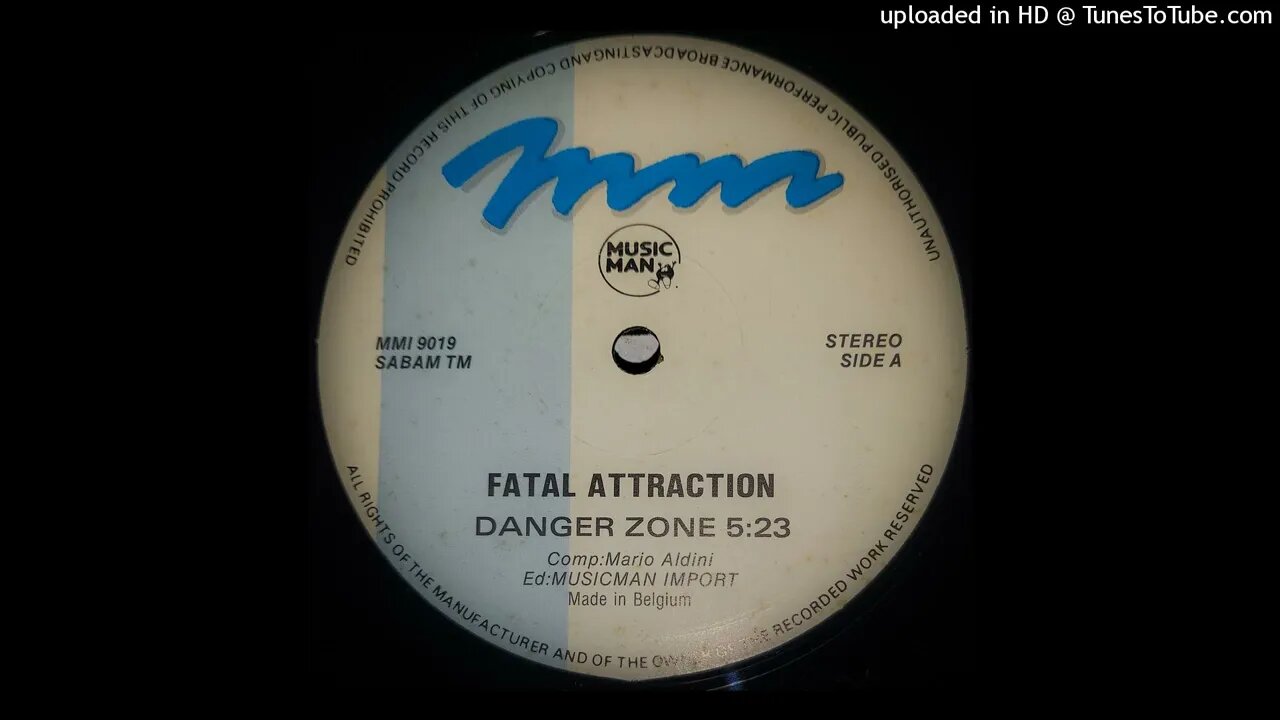 uploaded in HD @ TunesToTube.com
UNAUTHORISED PUBLIC PERFORMANCE BROADCASTING AND COPYING OF THIS RECORD PROHIBITED
mm
MUSIC
MAN
MMI 9019
SABAM TM
STEREO
SIDE A
FATAL ATTRACTION
DANGER ZONE 5:23
Comp:Mario Aldini
Ed:MUSICMAN IMPORT
Made in Belgium
ALL RIGHTS OF THE MANUFACTURER AND OF THE OWNER OF THE RECORDED WORK RESERVED